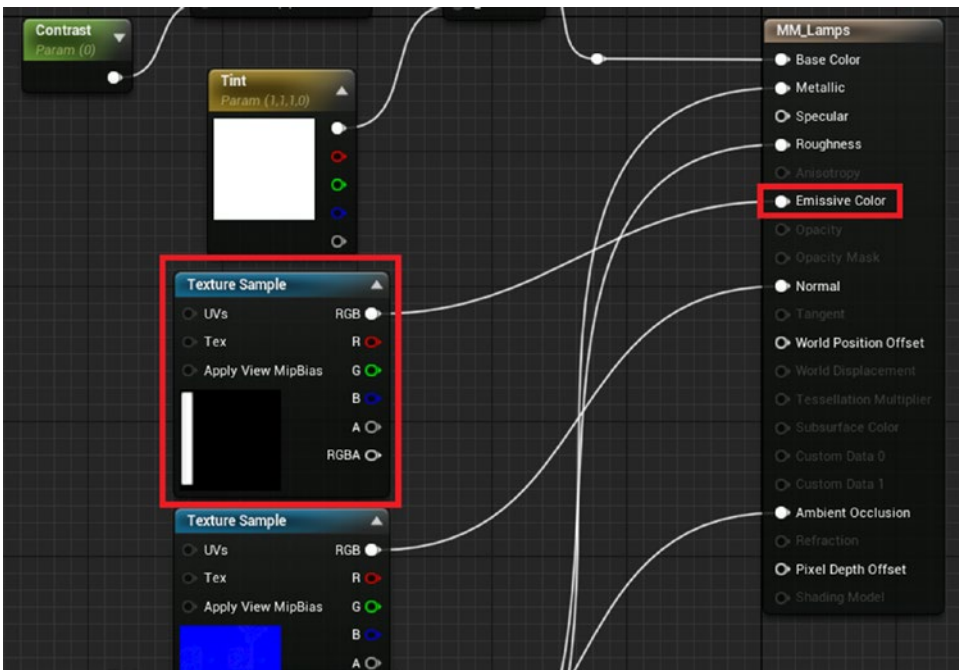 Contrast
Param (0)
Tint
Param (1,1,1,0)
Texture Sample
UVs RGB
Tex R
Apply View MipBias G
B
A
RGBA
Texture Sample
UVs RGB
Tex R
Apply View MipBias G
B
A
MM_Lamps
Base Color
Metallic
Specular
Roughness
Anisotropy
Emissive Color
Opacity
Opacity Mask
Normal
Tangent
World Position Offset
World Displacement
Tessellation Multiplier
Subsurface Color
Custom Data 0
Custom Data 1
Ambient Occlusion
Refraction
Pixel Depth Offset
Shading Model